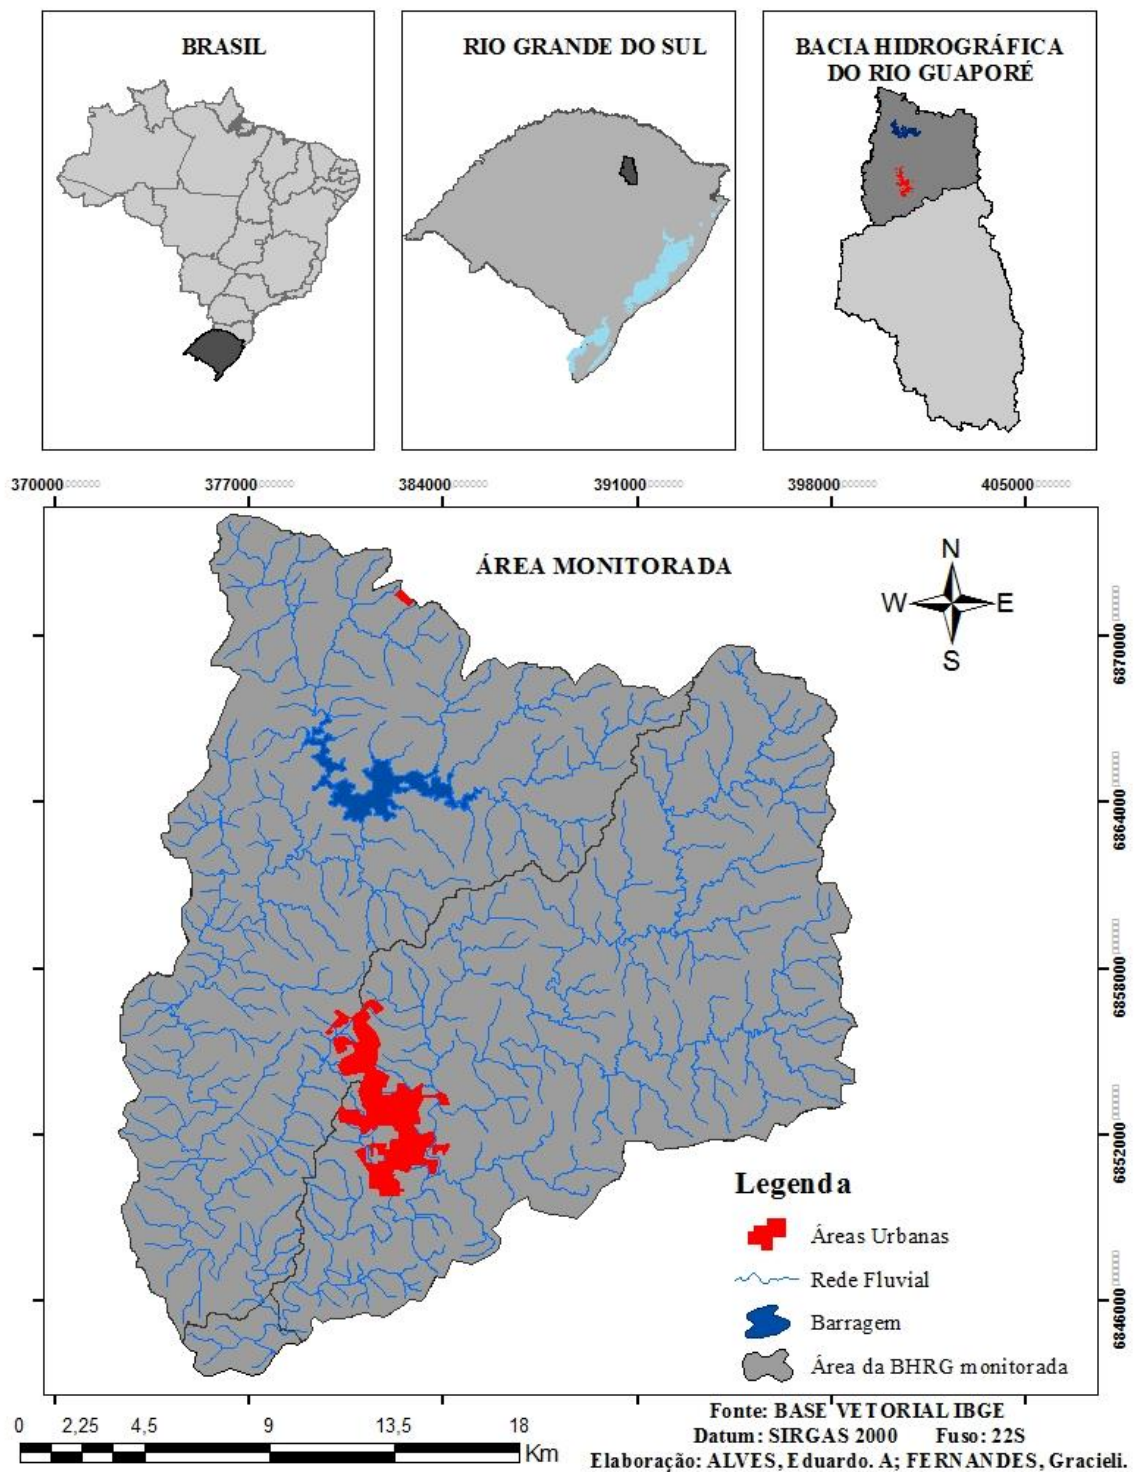 BRASIL
RIO GRANDE DO SUL
BACIA HIDROGRÁFICA
DO RIO GUAPORÉ
370000 377000 384000 391000 398000 405000
ÁREA MONITORADA
N
W E
S
6870000
6864000
6858000
6852000
6846000
Legenda
Áreas Urbanas
Rede Fluvial
Barragem
Área da BHRG monitorada
0 2,25 4,5 9 13,5 18
Km
Fonte: BASE VETORIAL IBGE
Datum: SIRGAS 2000 Fuso: 22S
Elaboração: ALVES, Eduardo. A; FERNANDES, Gracieli.